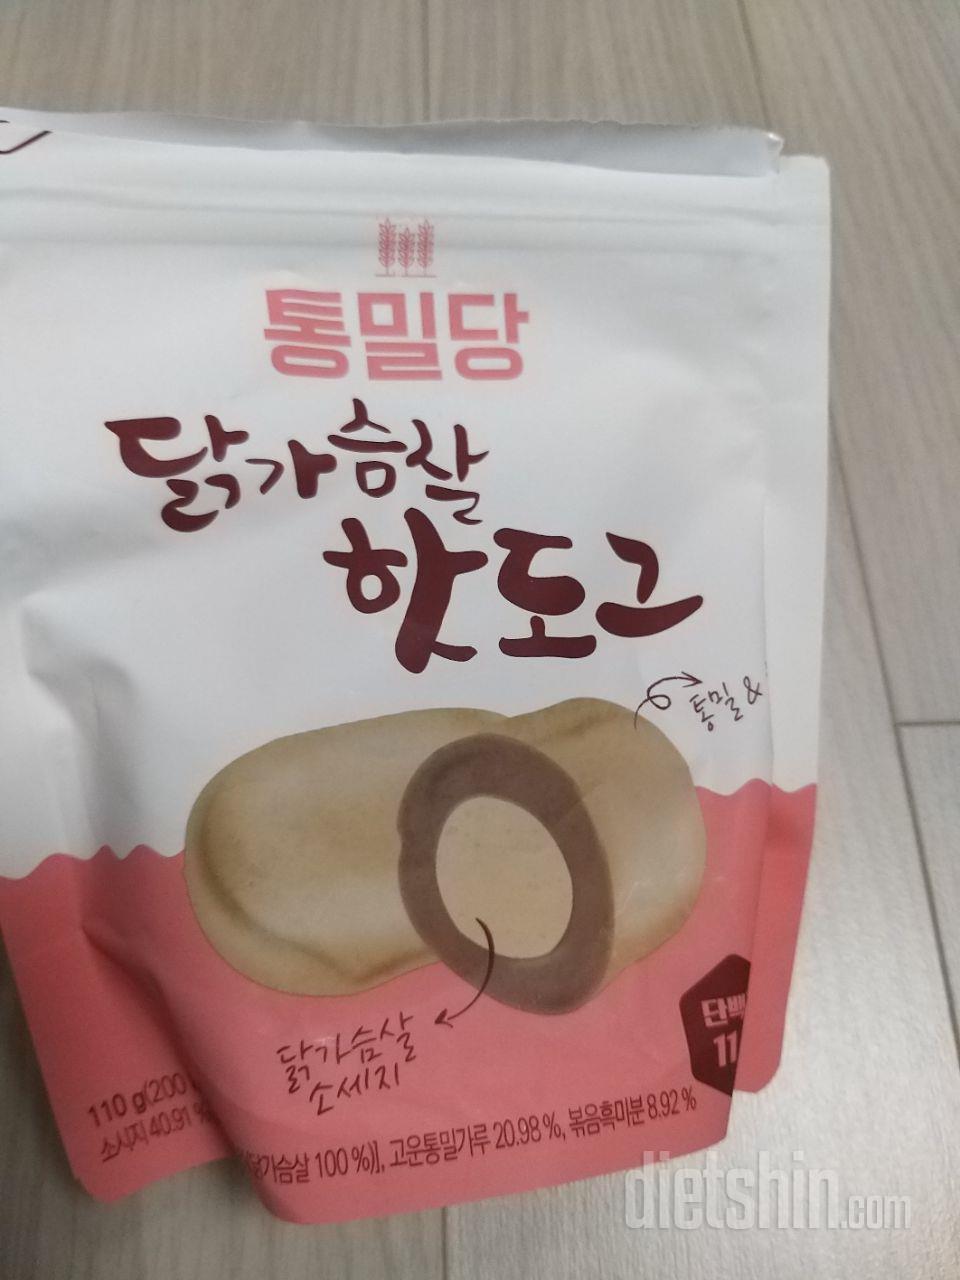 통밀당
닭가슴살
핫도그
통밀 &
닭가슴살
소세지
단백
11
110 g(200
소시지 40.91 %
닭가슴살 100 %)], 고운통밀가루 20.98 %, 볶음흑미분 8.92 %
dietshin.com